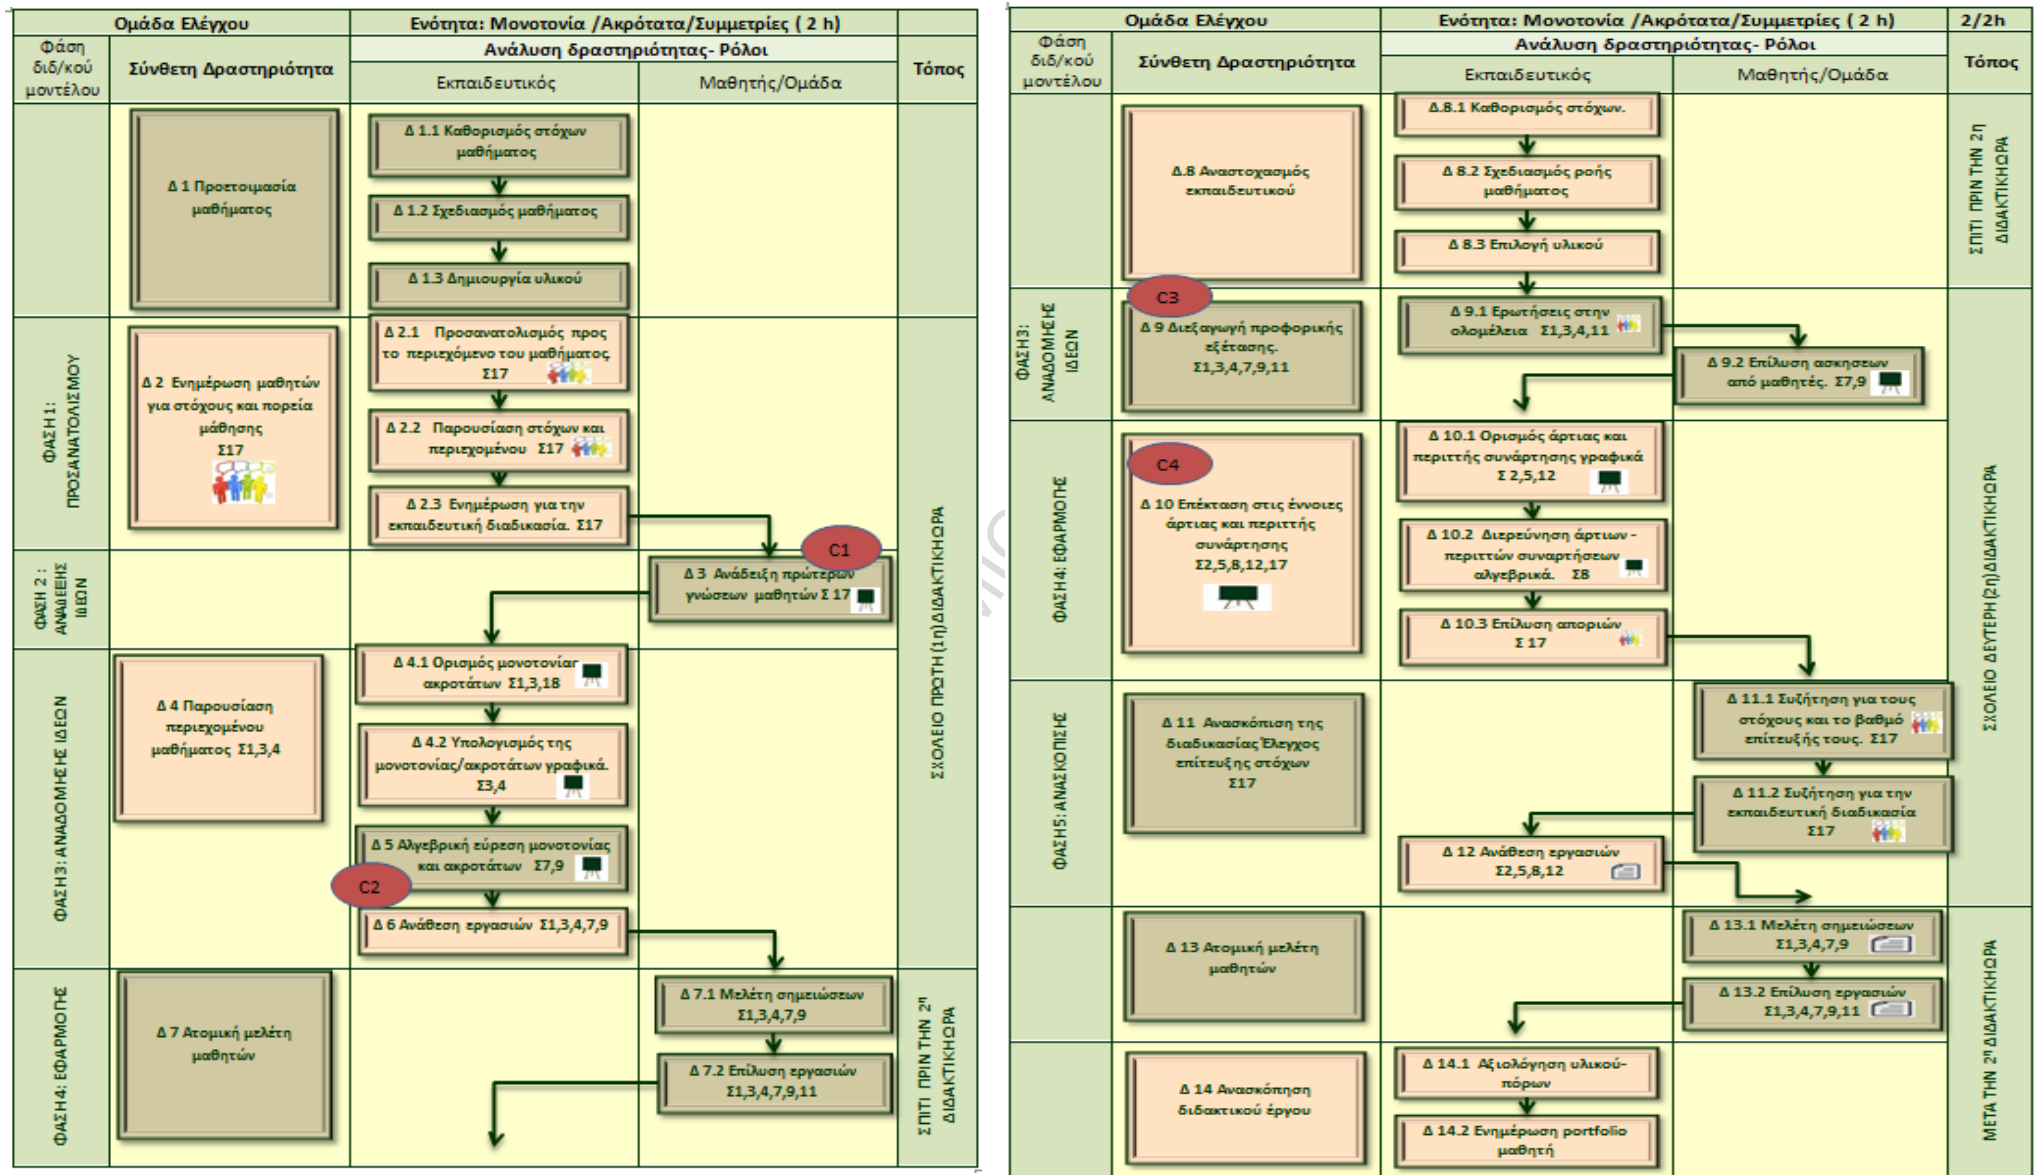 Ομάδα Ελέγχου
Ενότητα: Μονοτονία /Ακρότατα/Συμμετρίες ( 2 h)
Φάση
διδ/κού
μοντέλου
Σύνθετη Δραστηριότητα
Ανάλυση δραστηριότητας- Ρόλοι
Εκπαιδευτικός
Μαθητής/Ομάδα
Τόπος
Δ 1 Προετοιμασία
μαθήματος
Δ 1.1 Καθορισμός στόχων
μαθήματος
Δ 1.2 Σχεδιασμός μαθήματος
Δ 1.3 Δημιουργία υλικού
ΦΑΣΗ 1:
ΠΡΟΣΑΝΑΤΟΛΙΣΜΟΥ
Δ 2 Ενημέρωση μαθητών
για στόχους και πορεία
μάθησης
Σ17
Δ 2.1 Προσανατολισμός προς
το περιεχόμενο του μαθήματος.
Σ17
Δ 2.2 Παρουσίαση στόχων και
περιεχομένου Σ17
Δ 2.3 Ενημέρωση για την
εκπαιδευτική διαδικασία. Σ17
C1
ΦΑΣΗ 2 :
ΑΝΑΔΕΙΞΗΣ
ΙΔΕΩΝ
Δ 3 Ανάδειξη πρώτερων
γνώσεων μαθητών Σ 17
ΣΧΟΛΕΙΟ ΠΡΩΤΗ (1η) ΔΙΔΑΚΤΙΚΗ ΩΡΑ
ΦΑΣΗ3: ΑΝΑΔΟΜΗΣΗΣ ΙΔΕΩΝ
Δ 4 Παρουσίαση
περιεχομένου
μαθήματος Σ1,3,4
Δ 4.1 Ορισμός μονοτονίας
ακροτάτων Σ1,3,18
Δ 4.2 Υπολογισμός της
μονοτονίας/ακροτάτων γραφικά.
Σ3,4
Δ 5 Αλγεβρική εύρεση μονοτονίας
και ακροτάτων Σ7,9
C2
Δ 6 Ανάθεση εργασιών Σ1,3,4,7,9
ΦΑΣΗ4: ΕΦΑΡΜΟΓΗΣ
Δ 7 Ατομική μελέτη
μαθητών
Δ 7.1 Μελέτη σημειώσεων
Σ1,3,4,7,9
Δ 7.2 Επίλυση εργασιών
Σ1,3,4,7,9,11
ΣΠΙΤΙ ΠΡΙΝ ΤΗΝ 2η
ΔΙΔΑΚΤΙΚΗ ΩΡΑ
Ομάδα Ελέγχου
Ενότητα: Μονοτονία /Ακρότατα/Συμμετρίες ( 2 h)
2/2h
Φάση
διδ/κού
μοντέλου
Σύνθετη Δραστηριότητα
Ανάλυση δραστηριότητας- Ρόλοι
Εκπαιδευτικός
Μαθητής/Ομάδα
Τόπος
Δ.8 Αναστοχασμός
εκπαιδευτικού
Δ.8.1 Καθορισμός στόχων.
Δ 8.2 Σχεδιασμός ροής
μαθήματος
Δ 8.3 Επιλογή υλικού
ΣΠΙΤΙ ΠΡΙΝ ΤΗΝ 2η
ΔΙΔΑΚΤΙΚΗ ΩΡΑ
ΦΑΣΗ3:
ΑΝΑΔΟΜΗΣΗΣ
ΙΔΕΩΝ
C3
Δ 9 Διεξαγωγή προφορικής
εξέτασης.
Σ1,3,4,7,9,11
Δ 9.1 Ερωτήσεις στην
ολομέλεια Σ1,3,4,11
Δ 9.2 Επίλυση ασκησεων
από μαθητές. Σ7,9
ΦΑΣΗ4: ΕΦΑΡΜΟΓΗΣ
C4
Δ 10 Επέκταση στις έννοιες
άρτιας και περιττής
συνάρτησης
Σ2,5,8,12,17
Δ 10.1 Ορισμός άρτιας και
περιττής συνάρτησης γραφικά
Σ 2,5,12
Δ 10.2 Διερεύνηση άρτιων -
περιττών συναρτήσεων
αλγεβρικά. Σ8
Δ 10.3 Επίλυση αποριών
Σ 17
ΣΧΟΛΕΙΟ ΔΕΥΤΕΡΗ (2η) ΔΙΔΑΚΤΙΚΗ ΩΡΑ
ΦΑΣΗ5: ΑΝΑΣΚΟΠΙΣΗΣ
Δ 11 Ανασκόπιση της
διαδικασίας Έλεγχος
επίτευξης στόχων
Σ17
Δ 11.1 Συζήτηση για τους
στόχους και το βαθμό
επίτευξής τους. Σ17
Δ 11.2 Συζήτηση για την
εκπαιδευτική διαδικασία
Σ17
Δ 12 Ανάθεση εργασιών
Σ2,5,8,12
Δ 13 Ατομική μελέτη
μαθητών
Δ 13.1 Μελέτη σημειώσεων
Σ1,3,4,7,9
Δ 13.2 Επίλυση εργασιών
Σ1,3,4,7,9,11
Δ 14 Ανασκόπηση
διδακτικού έργου
Δ 14.1 Αξιολόγηση υλικού-
πόρων
Δ 14.2 Ενημέρωση portfolio
μαθητή
ΜΕΤΑ ΤΗΝ 2η ΔΙΔΑΚΤΙΚΗ ΩΡΑ